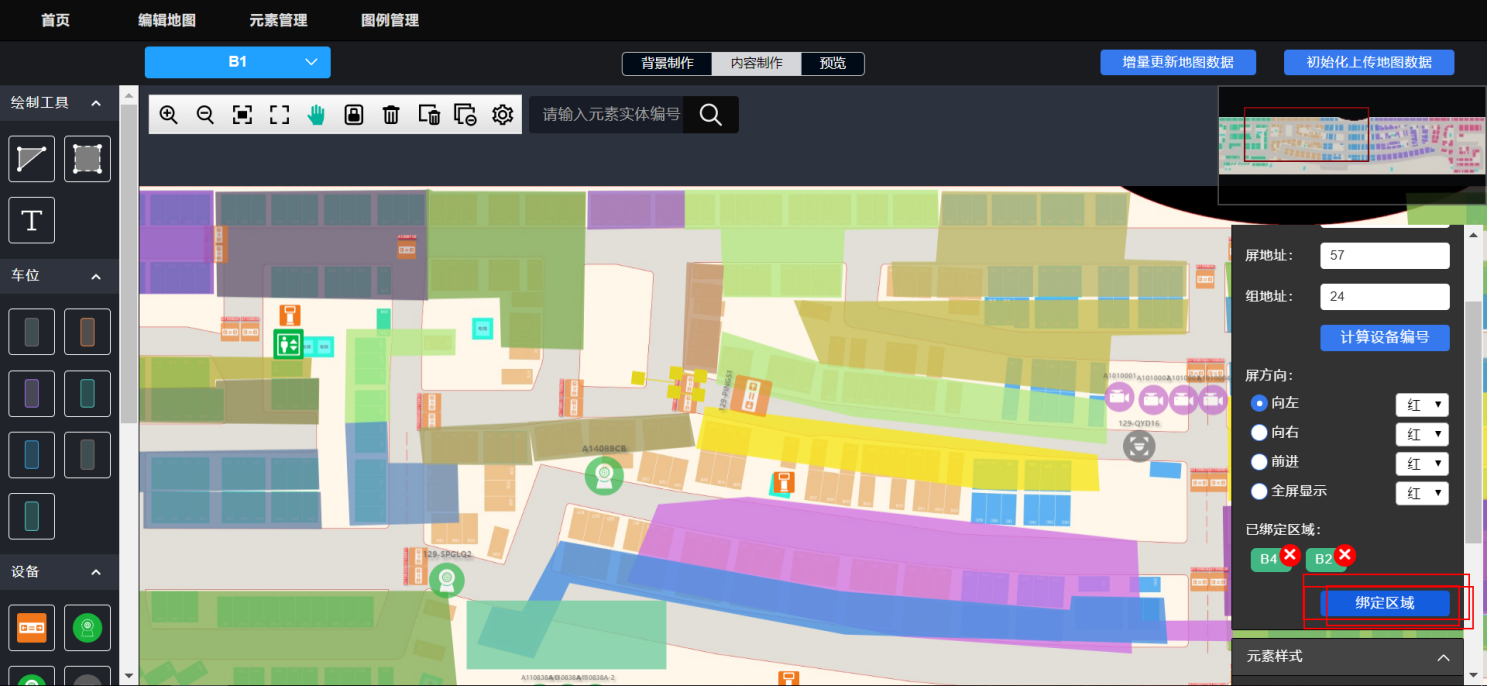 首页 编辑地图 元素管理 图例管理
B1
背景制作 内容制作 预览
增量更新地图数据 初始化上传地图数据
绘制工具
请输入元素实体编号
T
车位
设备
屏地址： 57
组地址： 24
计算设备编号
屏方向：
向左 红
向右 红
前进 红
全屏显示 红
已绑定区域：
B4 B2
绑定区域
元素样式
A1010001
129-QYD16
A1408BCB
129-SPGLQ2